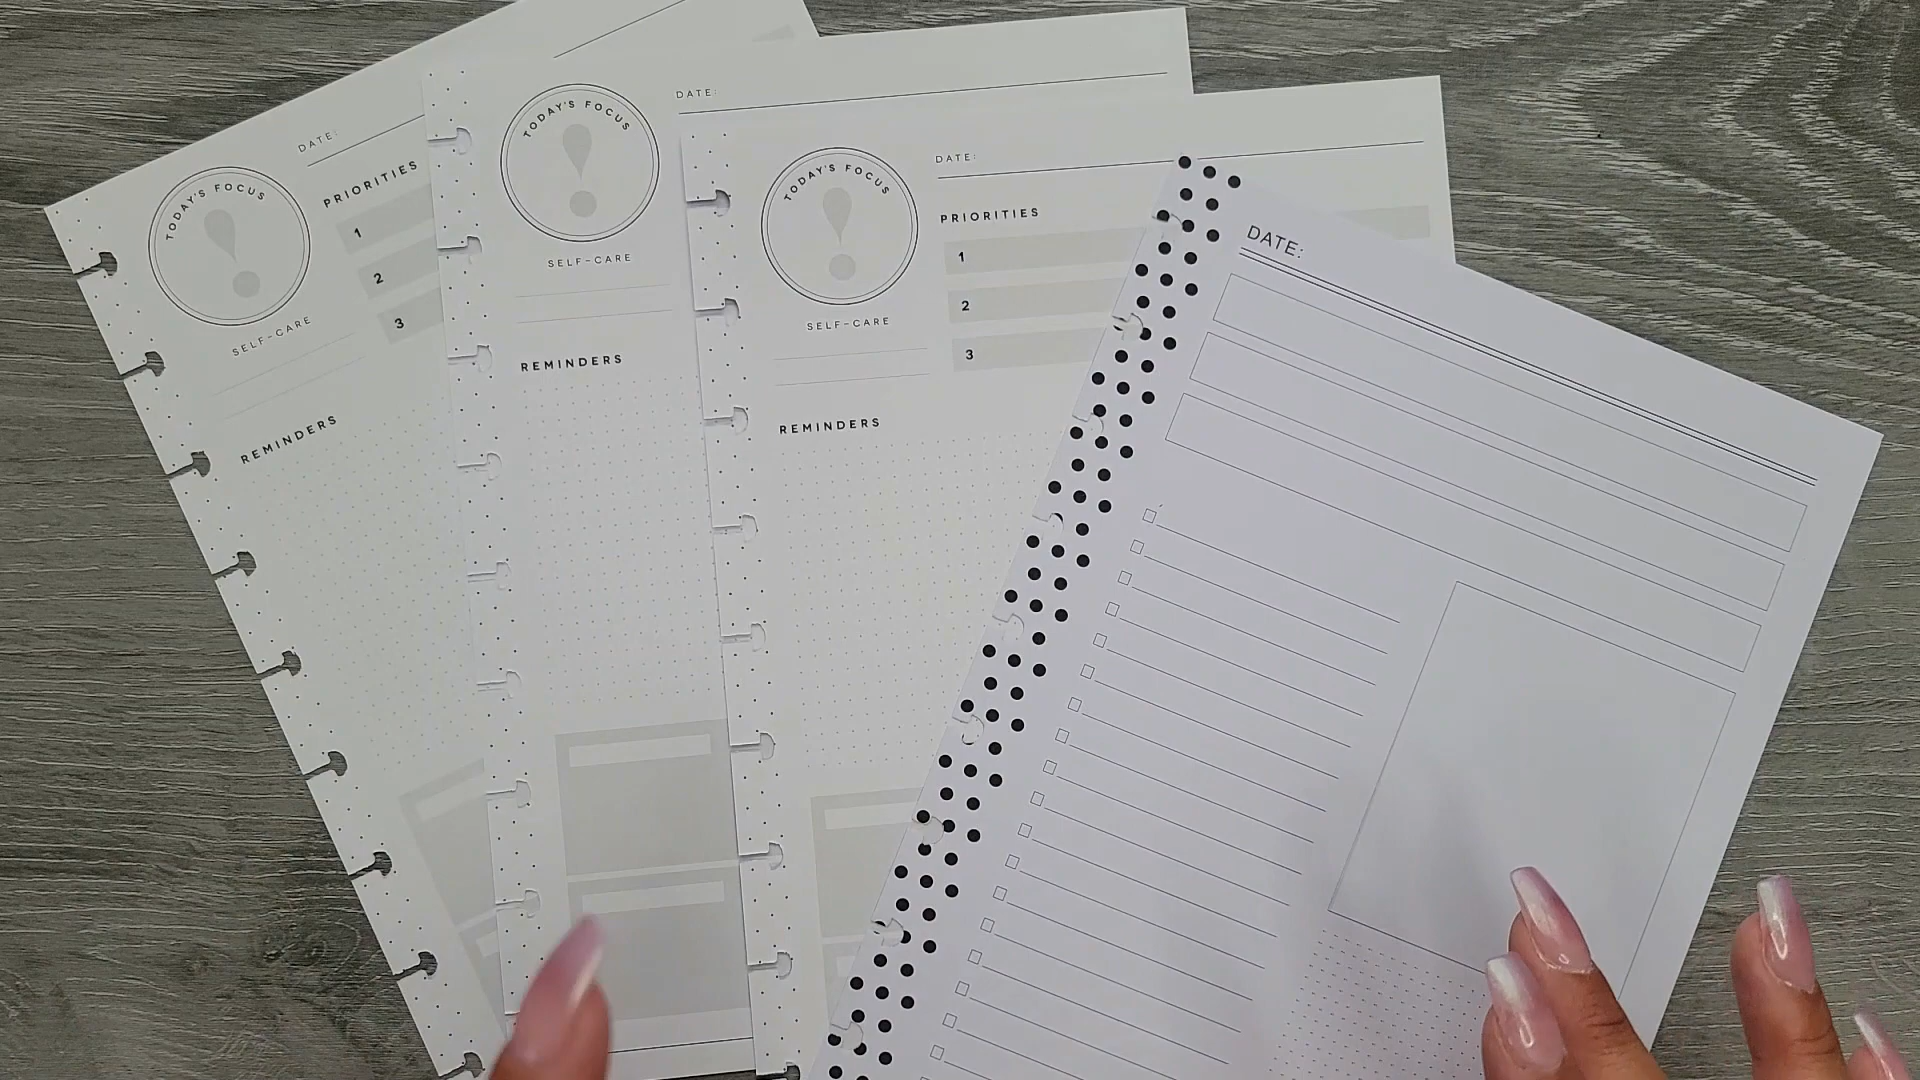 DATE:
TODAY'S FOCUS
PRIORITIES
1
2
3
SELF-CARE
REMINDERS
DATE:
TODAY'S FOCUS
SELF-CARE
REMINDERS
DATE:
TODAY'S FOCUS
PRIORITIES
1
2
3
SELF-CARE
REMINDERS
DATE: